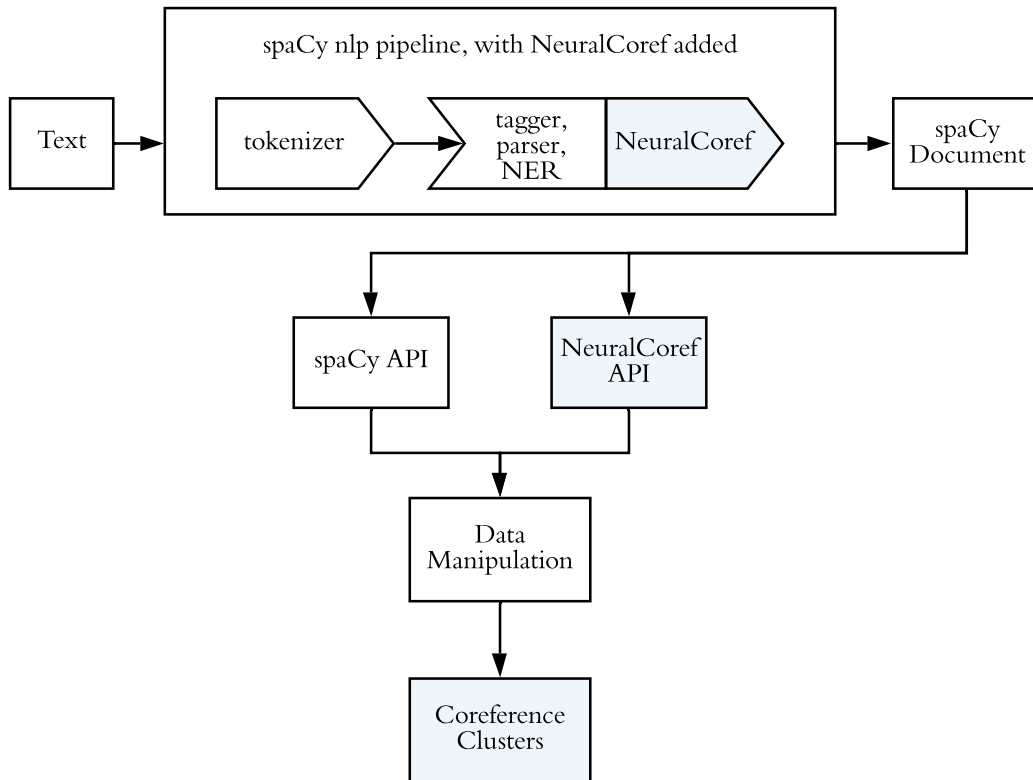 spaCy nlp pipeline, with NeuralCoref added
Text
tokenizer
tagger,
parser,
NER
NeuralCoref
spaCy
Document
spaCy API
NeuralCoref
API
Data
Manipulation
Coreference
Clusters